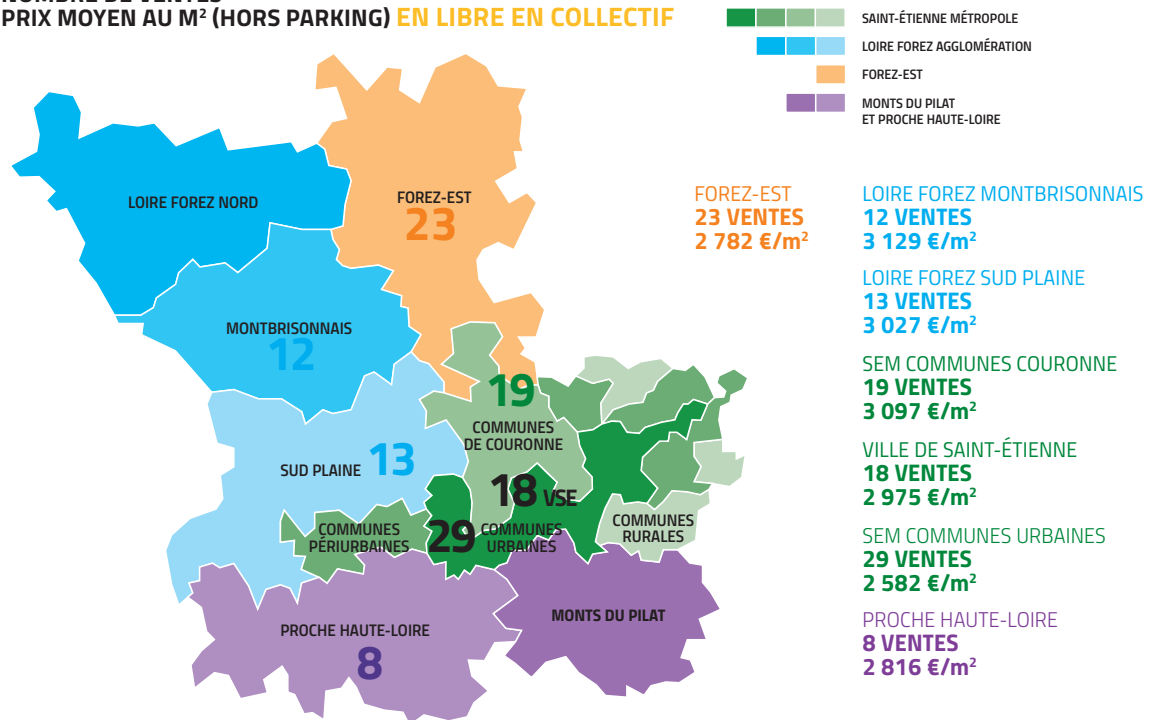 NOMBRE DE VENTES
PRIX MOYEN AU M² (HORS PARKING) EN LIBRE EN COLLECTIF
SAINT-ÉTIENNE MÉTROPOLE
LOIRE FOREZ AGGLOMÉRATION
FOREZ-EST
MONTS DU PILAT
ET PROCHE HAUTE-LOIRE
LOIRE FOREZ NORD
FOREZ-EST
23
MONTBRISONNAIS
12
19
COMMUNES
DE COURONNE
SUD PLAINE 13
18 VSE
COMMUNES
PÉRIURBAINES
29 COMMUNES
URBAINES
COMMUNES
RURALES
MONTS DU PILAT
PROCHE HAUTE-LOIRE
8
FOREZ-EST
23 VENTES
2 782 €/m²
LOIRE FOREZ MONTBRISONNAIS
12 VENTES
3 129 €/m²
LOIRE FOREZ SUD PLAINE
13 VENTES
3 027 €/m²
SEM COMMUNES COURONNE
19 VENTES
3 097 €/m²
VILLE DE SAINT-ÉTIENNE
18 VENTES
2 975 €/m²
SEM COMMUNES URBAINES
29 VENTES
2 582 €/m²
PROCHE HAUTE-LOIRE
8 VENTES
2 816 €/m²